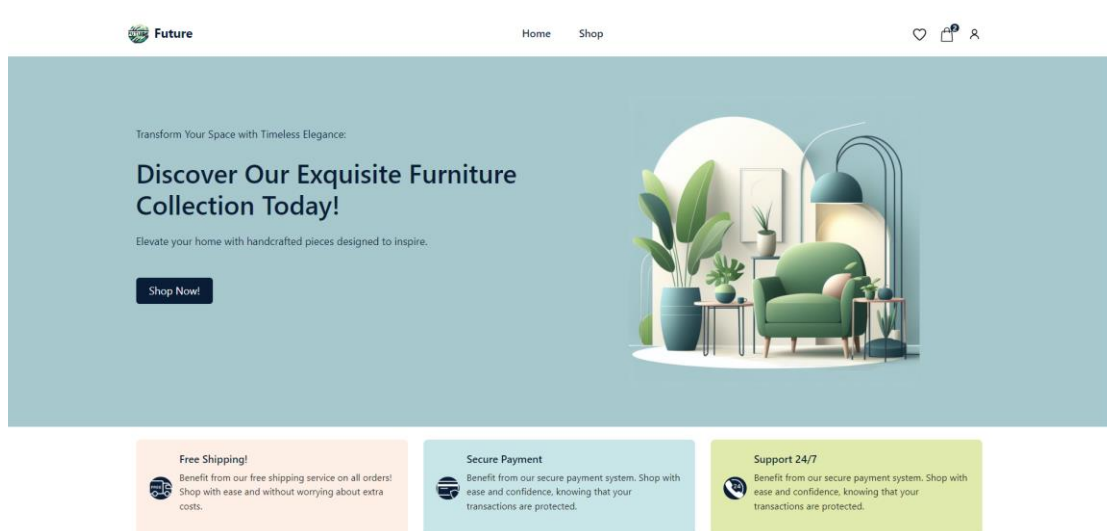 Future
Home
Shop
2
Transform Your Space with Timeless Elegance:
Discover Our Exquisite Furniture
Collection Today!
Elevate your home with handcrafted pieces designed to inspire.
Shop Now!
Free Shipping!
FREE
Benefit from our free shipping service on all orders!
Shop with ease and without worrying about extra
costs.
Secure Payment
Benefit from our secure payment system. Shop with
ease and confidence, knowing that your
transactions are protected.
Support 24/7
24
Benefit from our secure payment system. Shop with
ease and confidence, knowing that your
transactions are protected.